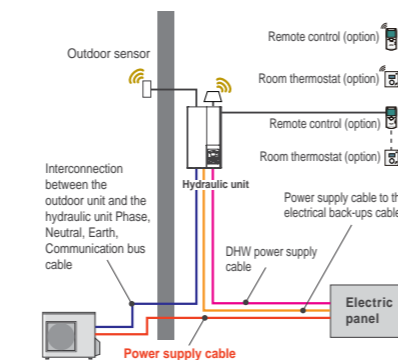 Outdoor sensor
Remote control (option)
Room thermostat (option)
Remote control (option)
Room thermostat (option)
Hydraulic unit
Interconnection
between the
outdoor unit and the
hydraulic unit Phase,
Neutral, Earth,
Communication bus
cable
Power supply cable to
electrical back-ups
DHW power supply
cable
Electric
panel
Power supply cable